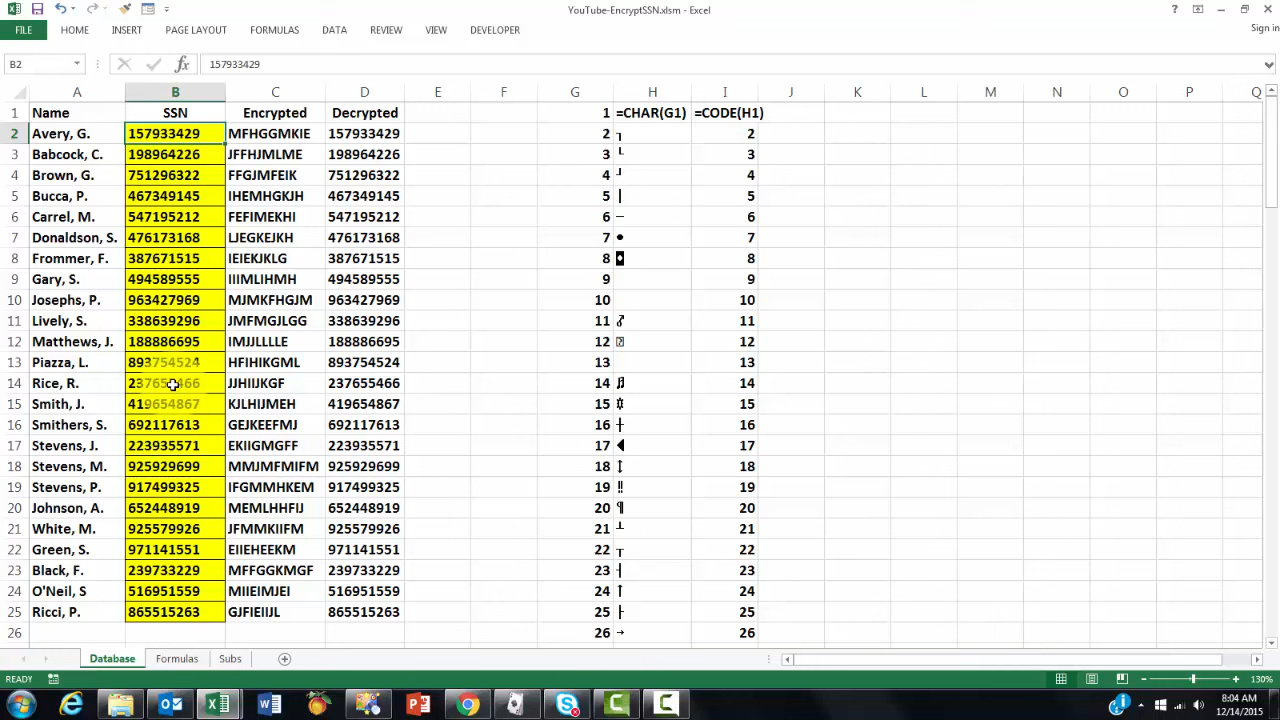 YouTube-EncryptSSN.xlsm - Excel
FILE HOME INSERT PAGE LAYOUT FORMULAS DATA REVIEW VIEW DEVELOPER Sign in
B2 fx 157933429
A B C D E F G H I J K L M N O P Q
1 Name SSN Encrypted Decrypted 1 =CHAR(G1) =CODE(H1)
2 Avery, G. 157933429 MFHGGMKIE 157933429 2 ┐ 2
3 Babcock, C. 198964226 JFFHJMLME 198964226 3 └ 3
4 Brown, G. 751296322 FFGJMFEIK 751296322 4 ┘ 4
5 Bucca, P. 467349145 IHEMHGKJH 467349145 5 │ 5
6 Carrel, M. 547195212 FEFIMEKHI 547195212 6 ─ 6
7 Donaldson, S. 476173168 LJEGKEJKH 476173168 7 • 7
8 Frommer, F. 387671515 IEIEKJKLG 387671515 8 ◘ 8
9 Gary, S. 494589555 IIIMLIHMH 494589555 9 9
10 Josephs, P. 963427969 MJMKFHGJM 963427969 10 10
11 Lively, S. 338639296 JMFMGJLGG 338639296 11 ♂ 11
12 Matthews, J. 188886695 IMJJLLLLE 188886695 12 12
13 Piazza, L. 893754524 HFIHIKGML 893754524 13 13
14 Rice, R. 237655466 JJHIIJKGF 237655466 14 ♫ 14
15 Smith, J. 419654867 KJLHIJMEH 419654867 15 ☼ 15
16 Smithers, S. 692117613 GEJKEEFMJ 692117613 16 ┼ 16
17 Stevens, J. 223935571 EKIIGMGFF 223935571 17 ◄ 17
18 Stevens, M. 925929699 MMJMFMIFM 925929699 18 ↕ 18
19 Stevens, P. 917499325 IFGMMHKEM 917499325 19 ‼ 19
20 Johnson, A. 652448919 MEMLHHFIJ 652448919 20 ¶ 20
21 White, M. 925579926 JFMMKIIFM 925579926 21 ┴ 21
22 Green, S. 971141551 EIIEHEEKM 971141551 22 ┬ 22
23 Black, F. 239733229 MFFGGKMGF 239733229 23 ┤ 23
24 O'Neil, S 516951559 MIIEIMJEI 516951559 24 ↑ 24
25 Ricci, P. 865515263 GJFIEIIJL 865515263 25 ├ 25
26 26 → 26
Database Formulas Subs
READY 130%
8:04 AM
12/14/2015